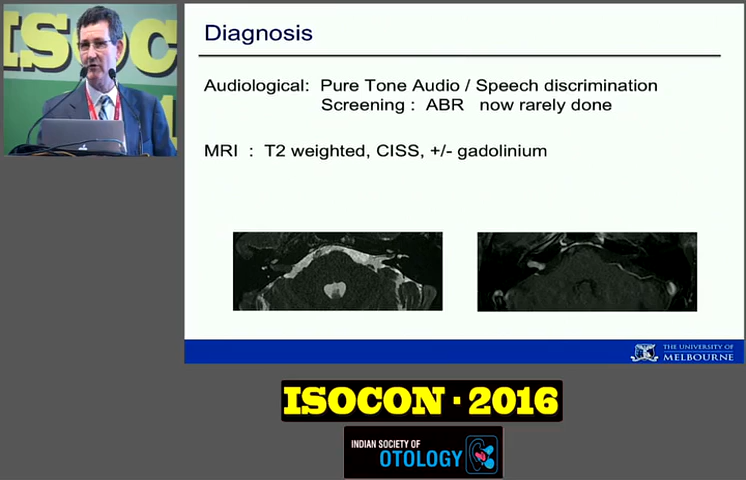 ISOC
Diagnosis
Audiological: Pure Tone Audio / Speech discrimination
Screening : ABR now rarely done
MRI : T2 weighted, CISS, +/- gadolinium
THE UNIVERSITY OF
MELBOURNE
ISOCON · 2016
INDIAN SOCIETY OF
OTOLOGY